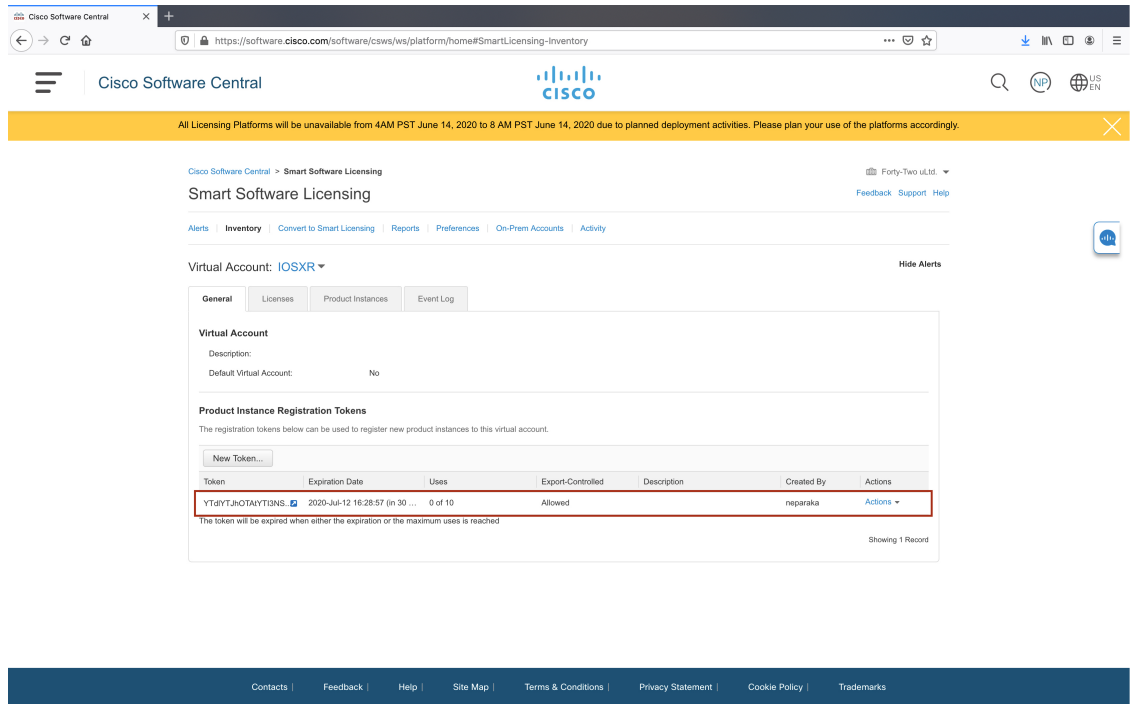 Cisco Software Central
https://software.cisco.com/software/csws/ws/platform/home#SmartLicensing-Inventory
Cisco Software Central
CISCO
NP
US
EN
All Licensing Platforms will be unavailable from 4AM PST June 14, 2020 to 8 AM PST June 14, 2020 due to planned deployment activities. Please plan your use of the platforms accordingly.
Cisco Software Central > Smart Software Licensing
Forty-Two uLtd.
Smart Software Licensing
Feedback Support Help
Alerts | Inventory | Convert to Smart Licensing | Reports | Preferences | On-Prem Accounts | Activity
Virtual Account: IOSXR
Hide Alerts
General Licenses Product Instances Event Log
Virtual Account
Description:
Default Virtual Account: No
Product Instance Registration Tokens
The registration tokens below can be used to register new product instances to this virtual account.
New Token...
Token Expiration Date Uses Export-Controlled Description Created By Actions
2020-Jul-12 16:28:57 (in 30 ... 0 of 10 Allowed neparaka Actions
The token will be expired when either the expiration or the maximum uses is reached
Showing 1 Record
Contacts | Feedback | Help | Site Map | Terms & Conditions | Privacy Statement | Cookie Policy | Trademarks